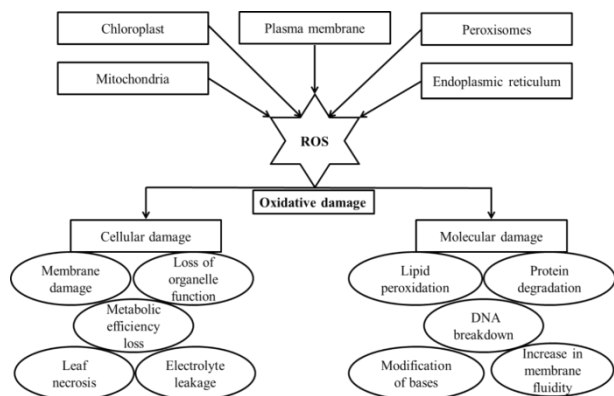 Chloroplast
Plasma membrane
Peroxisomes
Mitochondria
Endoplasmic reticulum
ROS
Oxidative damage
Cellular damage
Molecular damage
Membrane
damage
Loss of
organelle
function
Metabolic
efficiency
loss
Leaf
necrosis
Electrolyte
leakage
Lipid
peroxidation
Protein
degradation
DNA
breakdown
Modification
of bases
Increase in
membrane
fluidity